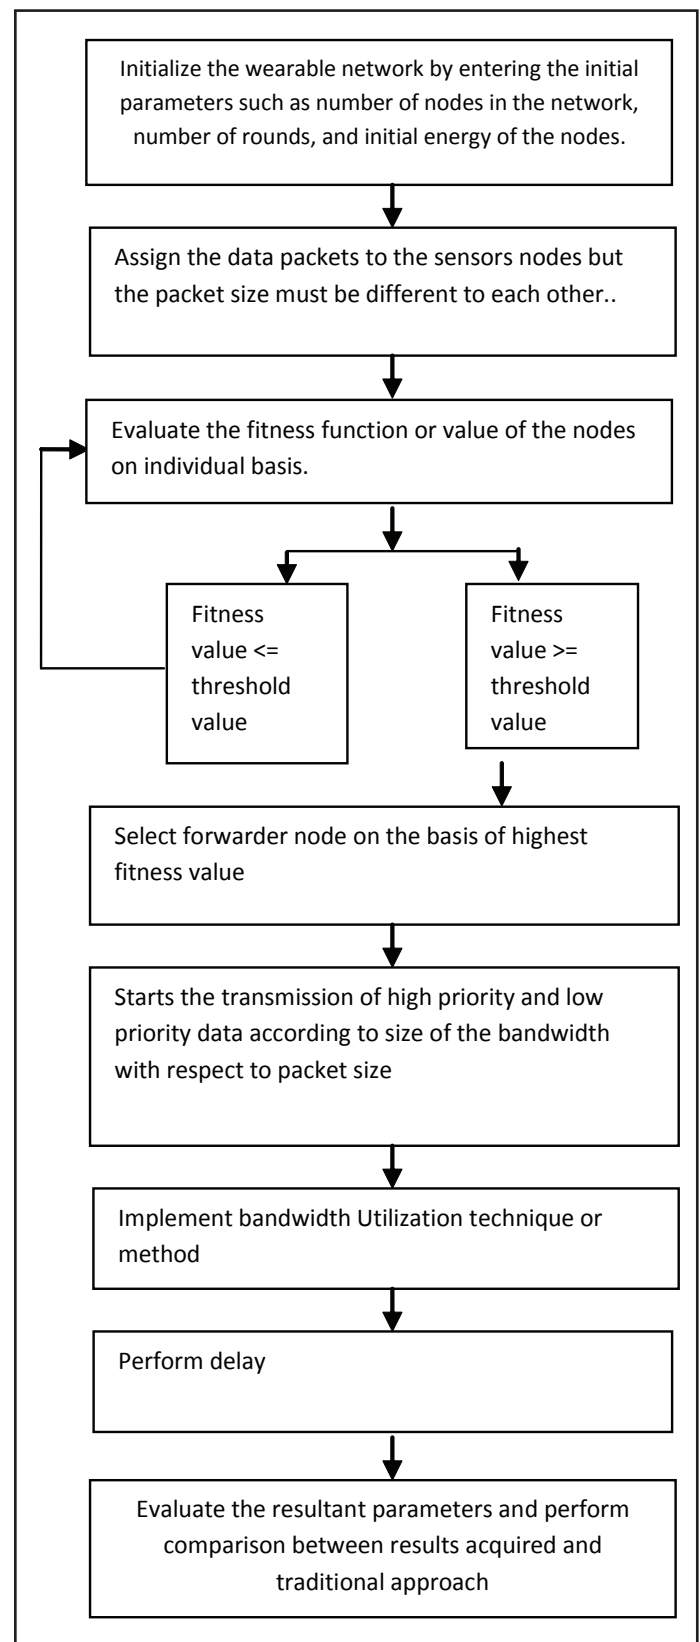 Initialize the wearable network by entering the initial
parameters such as number of nodes in the network,
number of rounds, and initial energy of the nodes.
Assign the data packets to the sensors nodes but
the packet size must be different to each other..
Evaluate the fitness function or value of the nodes
on individual basis.
Fitness
value <=
threshold
value
Fitness
value >=
threshold
value
Select forwarder node on the basis of highest
fitness value
Starts the transmission of high priority and low
priority data according to size of the bandwidth
with respect to packet size
Implement bandwidth Utilization technique or
method
Perform delay
Evaluate the resultant parameters and perform
comparison between results acquired and
traditional approach